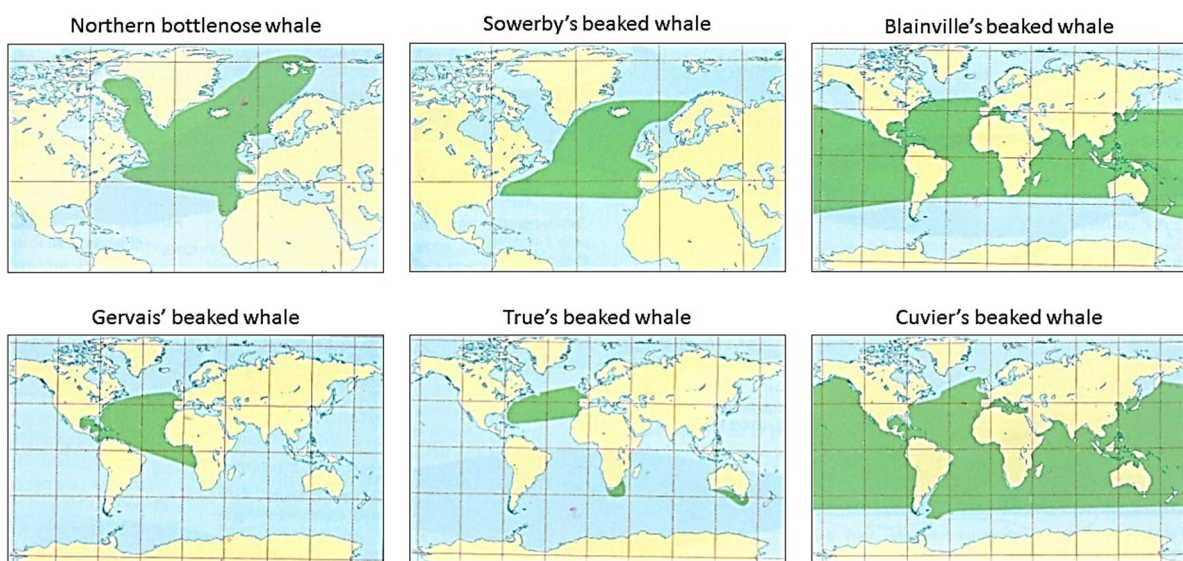 Northern bottlenose whale
Sowerby's beaked whale
Blainville's beaked whale
Gervais' beaked whale
True's beaked whale
Cuvier's beaked whale